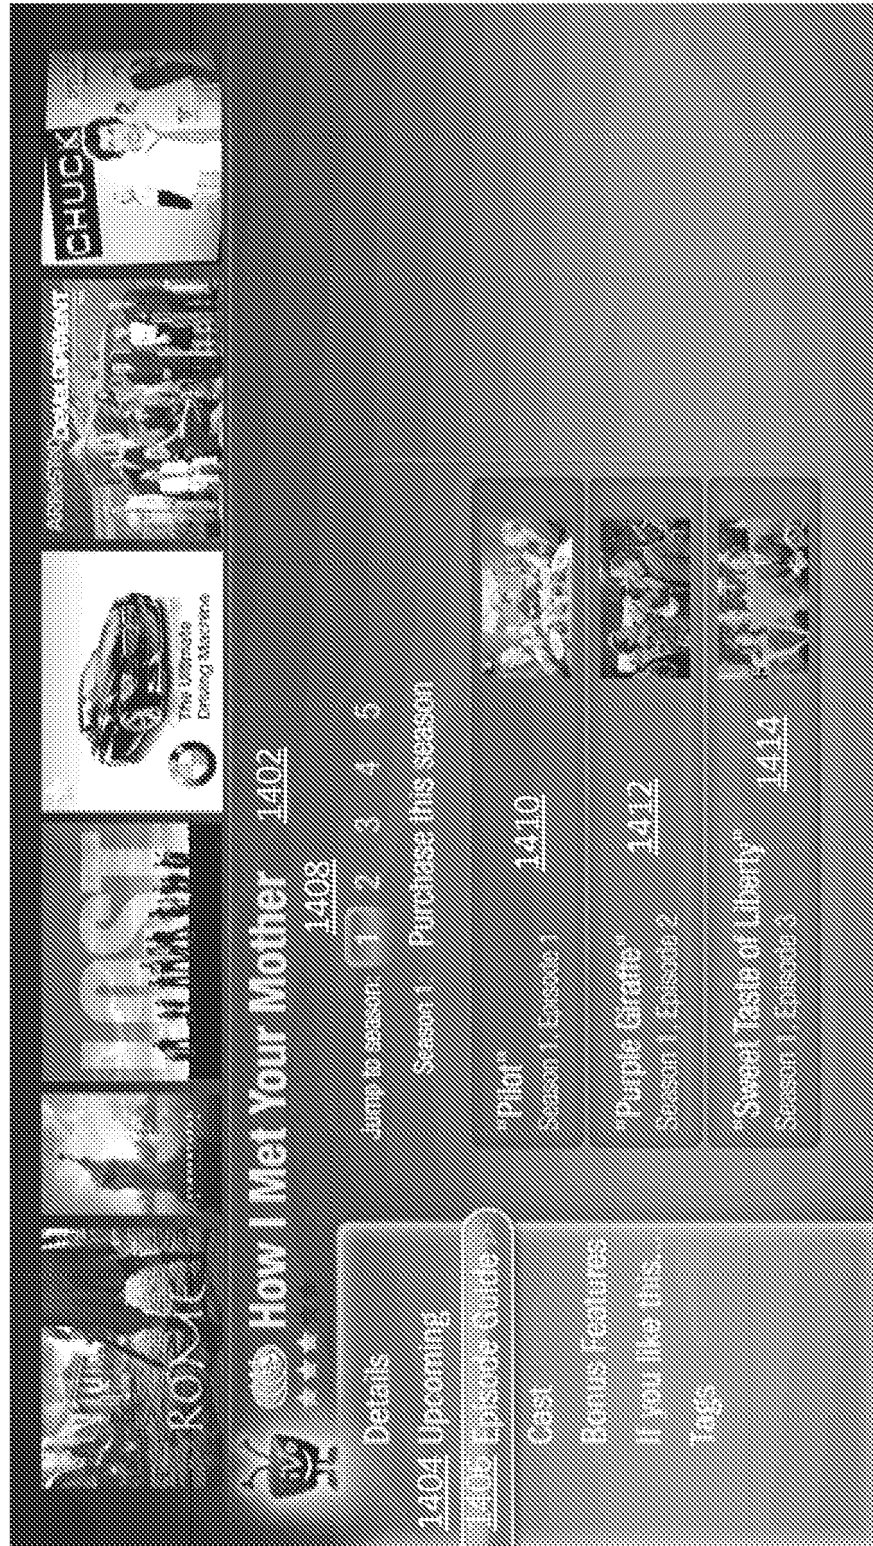 ROXIE
LOST
The Ultimate
Driving Machine
DEVELOPMENT
CHUCK
How I Met Your Mother 1402
1408
Jump to season 1 2 3 4 5
Season 1 Purchase this season
Details
1404 Upcoming
1406 Episode Guide
Cast
Bonus Features
If you like this.
Tags
"Pilot" 1410
Season 1, Episode 1
"Purple Giraffe" 1412
Season 1, Episode 2
"Sweet Taste of Liberty" 1414
Season 1, Episode 3